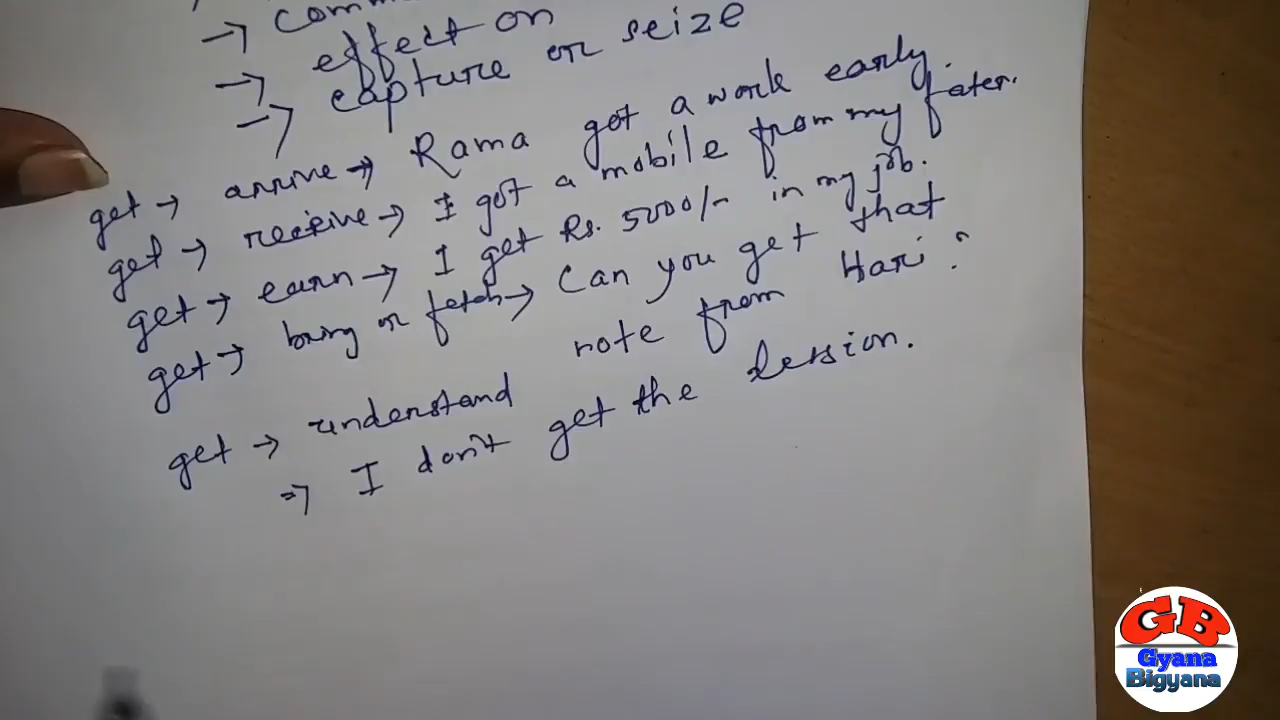 → comm
→ effect on
→ capture or seize
get → arrive → Rama got a work early.
get → receive → I got a mobile from my fater.
get → earn → I get Rs. 5000/- in my job.
get → bring or fetch → Can you get that
note from Hari?
get → understand
⇒ I don't get the lession.
GB
Gyana
Bigyana